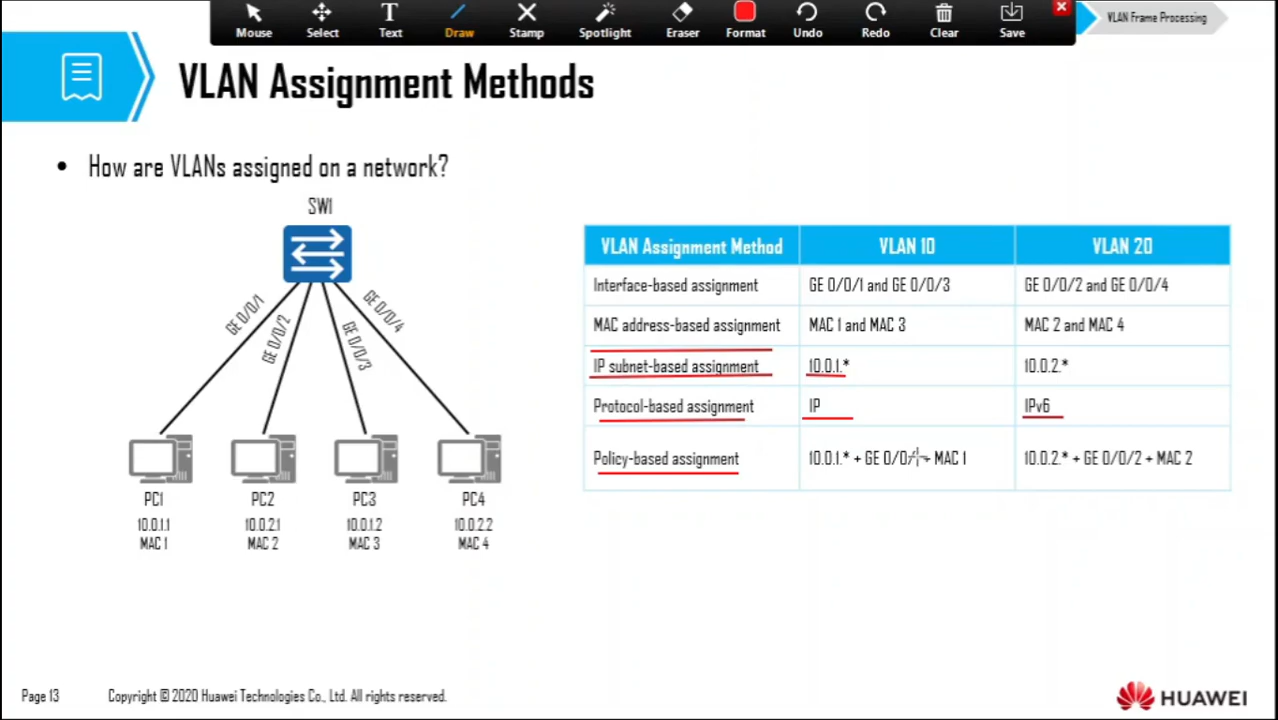 Mouse
Select
Text
Draw
Stamp
Spotlight
Eraser
Format
Undo
Redo
Clear
Save
VLAN Frame Processing
VLAN Assignment Methods
• How are VLANs assigned on a network?
SW1
GE 0/0/1
GE 0/0/2
GE 0/0/3
GE 0/0/4
PC1
10.0.1.1
MAC 1
PC2
10.0.2.1
MAC 2
PC3
10.0.1.2
MAC 3
PC4
10.0.2.2
MAC 4
VLAN Assignment Method VLAN 10 VLAN 20
Interface-based assignment GE 0/0/1 and GE 0/0/3 GE 0/0/2 and GE 0/0/4
MAC address-based assignment MAC 1 and MAC 3 MAC 2 and MAC 4
IP subnet-based assignment 10.0.1.* 10.0.2.*
Protocol-based assignment IP IPv6
Policy-based assignment 10.0.1.* + GE 0/0/1 + MAC 1 10.0.2.* + GE 0/0/2 + MAC 2
Page 13 Copyright © 2020 Huawei Technologies Co., Ltd. All rights reserved.
HUAWEI